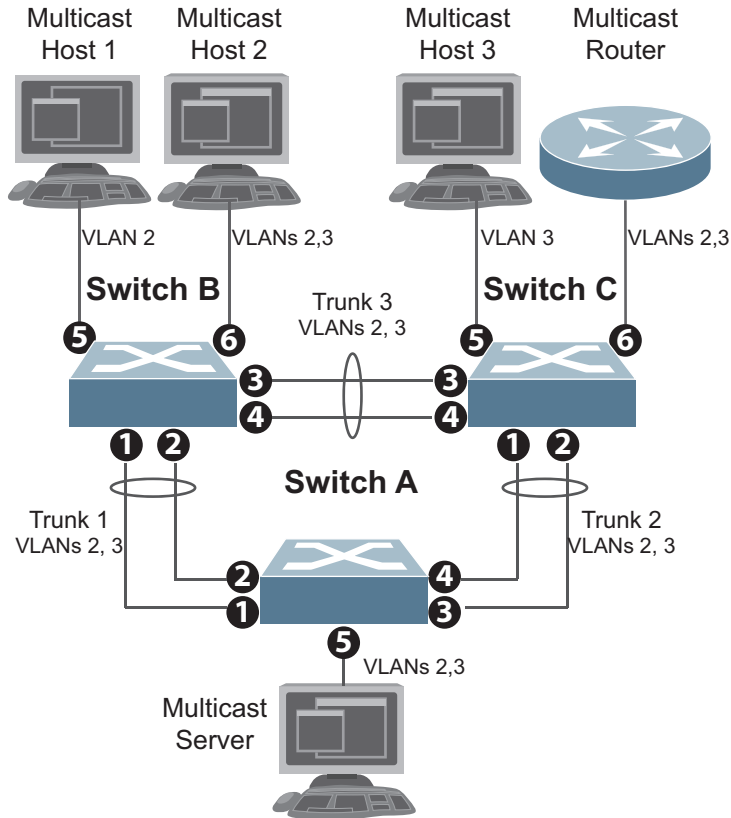 Multicast
Host 1
Multicast
Host 2
Multicast
Host 3
Multicast
Router
VLAN 2
VLANs 2,3
VLAN 3
VLANs 2,3
Switch B
Switch C
Trunk 3
VLANs 2, 3
5
6
5
6
3
3
4
4
1
2
1
2
Switch A
Trunk 1
VLANs 2, 3
Trunk 2
VLANs 2, 3
2
4
1
3
5
VLANs 2,3
Multicast
Server